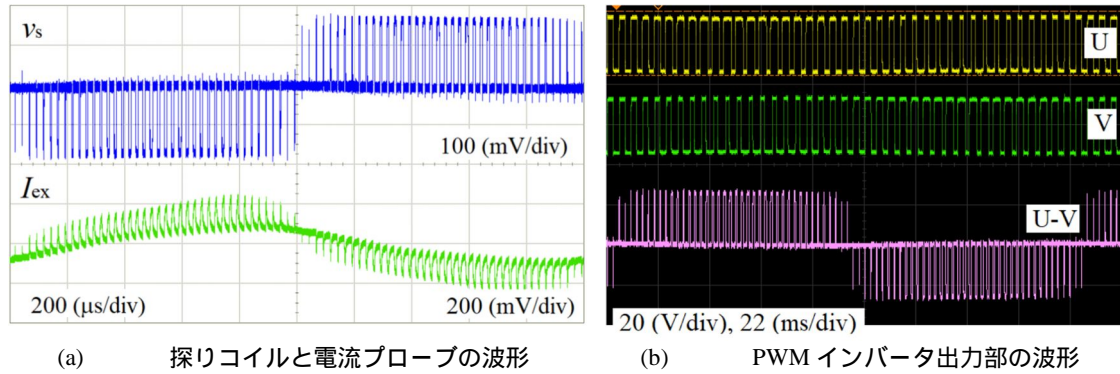 vs
100 (mV/div)
Iex
200 (μs/div)
200 (mV/div)
U
V
U-V
20 (V/div), 22 (ms/div)
(a) 探りコイルと電流プローブの波形
(b) PWM インバータ出力部の波形